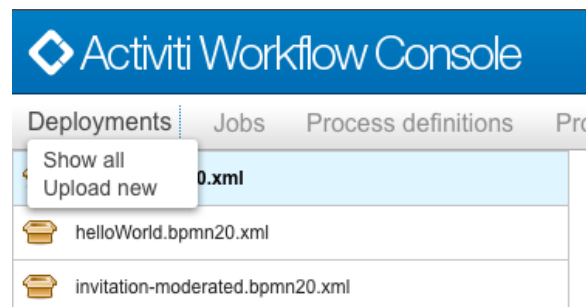 Activiti Workflow Console
Deployments Jobs Process definitions
Show all
Upload new
0.xml
helloWorld.bpmn20.xml
invitation-moderated.bpmn20.xml